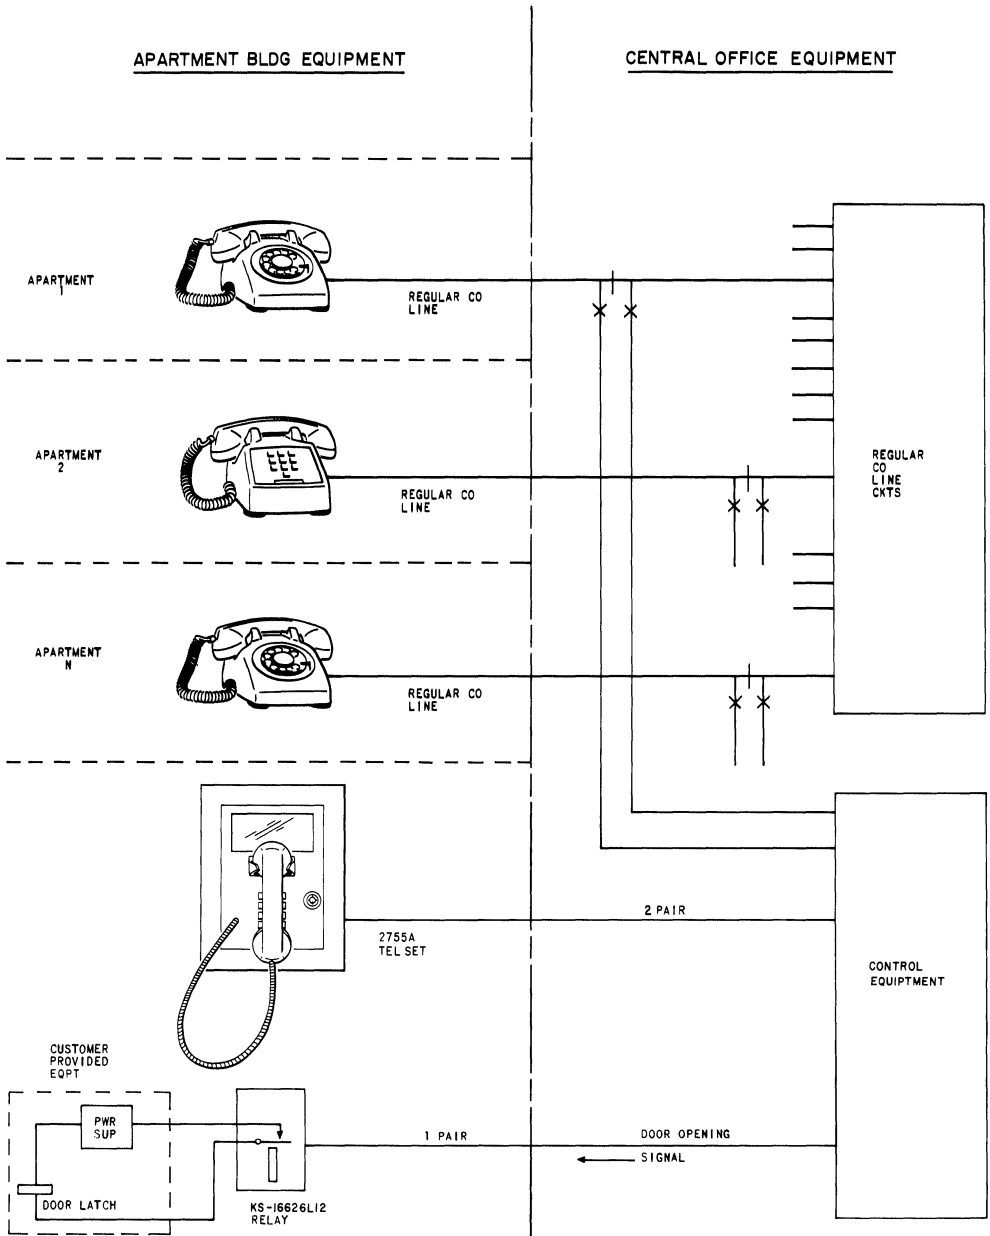 APARTMENT BLDG EQUIPMENT
CENTRAL OFFICE EQUIPMENT
APARTMENT
1
REGULAR CO
LINE
APARTMENT
2
REGULAR CO
LINE
REGULAR
CO
LINE
CKTS
APARTMENT
N
REGULAR CO
LINE
2 PAIR
2755A
TEL SET
CONTROL
EQUIPTMENT
CUSTOMER
PROVIDED
EQPT
PWR
SUP
DOOR LATCH
KS-16626L12
RELAY
1 PAIR
DOOR OPENING
SIGNAL